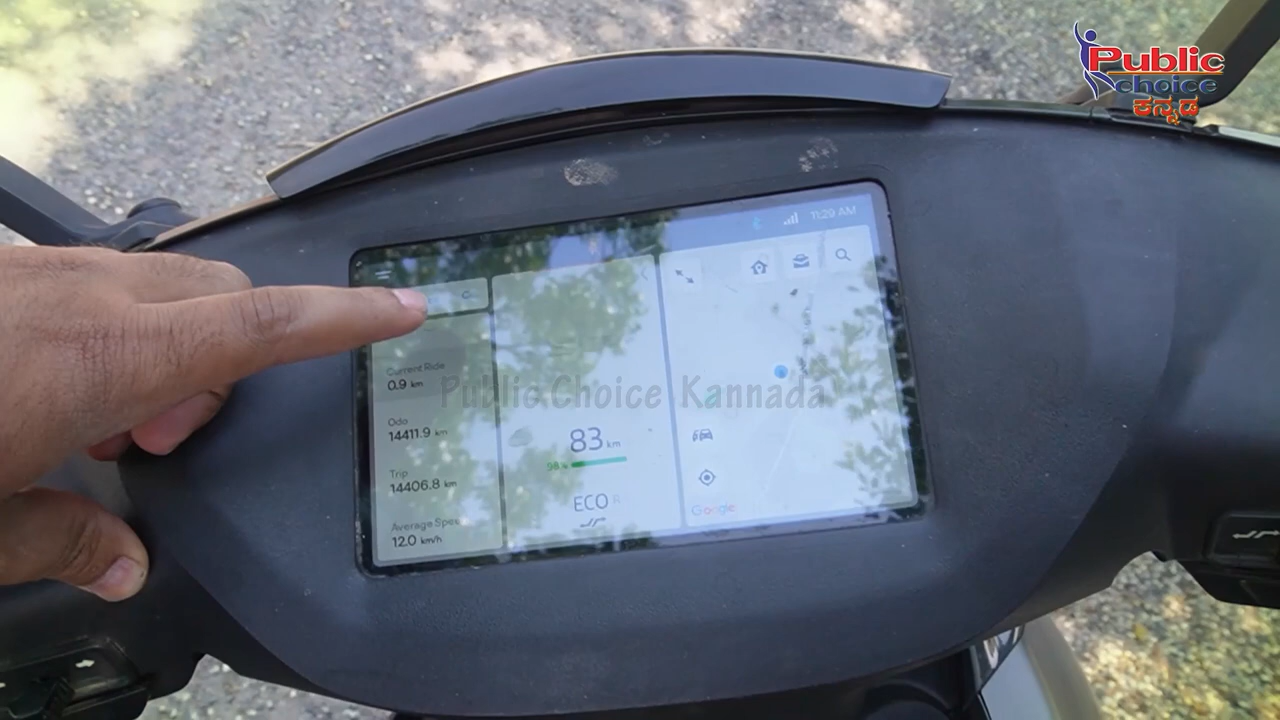 Public
choice
ಕನ್ನಡ
11:29 AM
Current Ride
0.9 km
Odo
14411.9 km
Trip
14406.8 km
Average Speed
12.0 km/h
83 km
98%
ECO R
Google
Public Choice Kannada